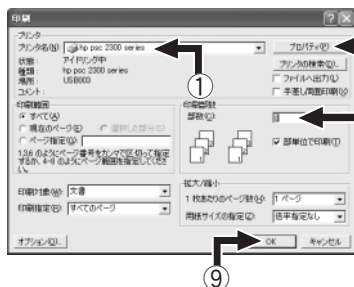 印刷
プリンタ
プリンタ名(N): hp psc 2300 series
プロパティ(P)
状態: アイドリング中
プリンタの検索(D)...
種類: hp psc 2300 series
場所: USB003
ファイルへ出力(L)
コメント:
手差し両面印刷(X)
①
印刷範囲
すべて(A)
現在のページ(E) 選択した部分(S)
ページ指定(G):
1,3,6 のようにページ番号をカンマで区切って指定
するか、4-8 のようにページ範囲を指定してくださ
い。
印刷部数
部数(C):
部単位で印刷(T)
印刷対象(W): 文書
印刷指定(R): すべてのページ
拡大/縮小
1 枚あたりのページ数(H): 1 ページ
用紙サイズの指定(Z): 倍率指定なし
オプション(O)...
OK
キャンセル
⑨